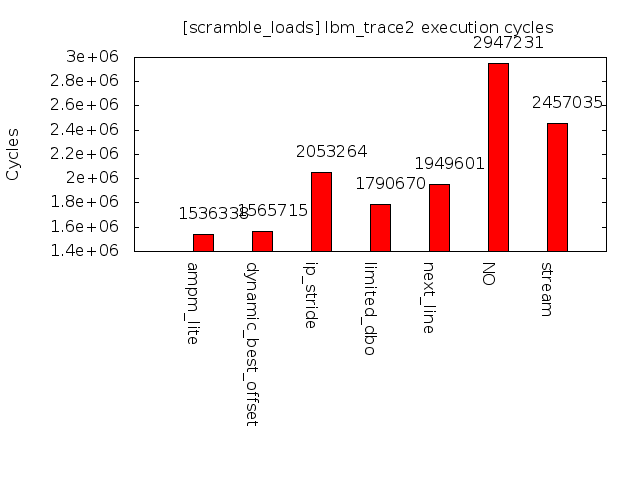 [scramble_loads] lbm_trace2 execution cycles
Cycles
3e+06
2.8e+06
2.6e+06
2.4e+06
2.2e+06
2e+06
1.8e+06
1.6e+06
1.4e+06
1536338
1565715
2053264
1790670
1949601
2947231
2457035
ampm_lite
dynamic_best_offset
ip_stride
limited_dbo
next_line
NO
stream